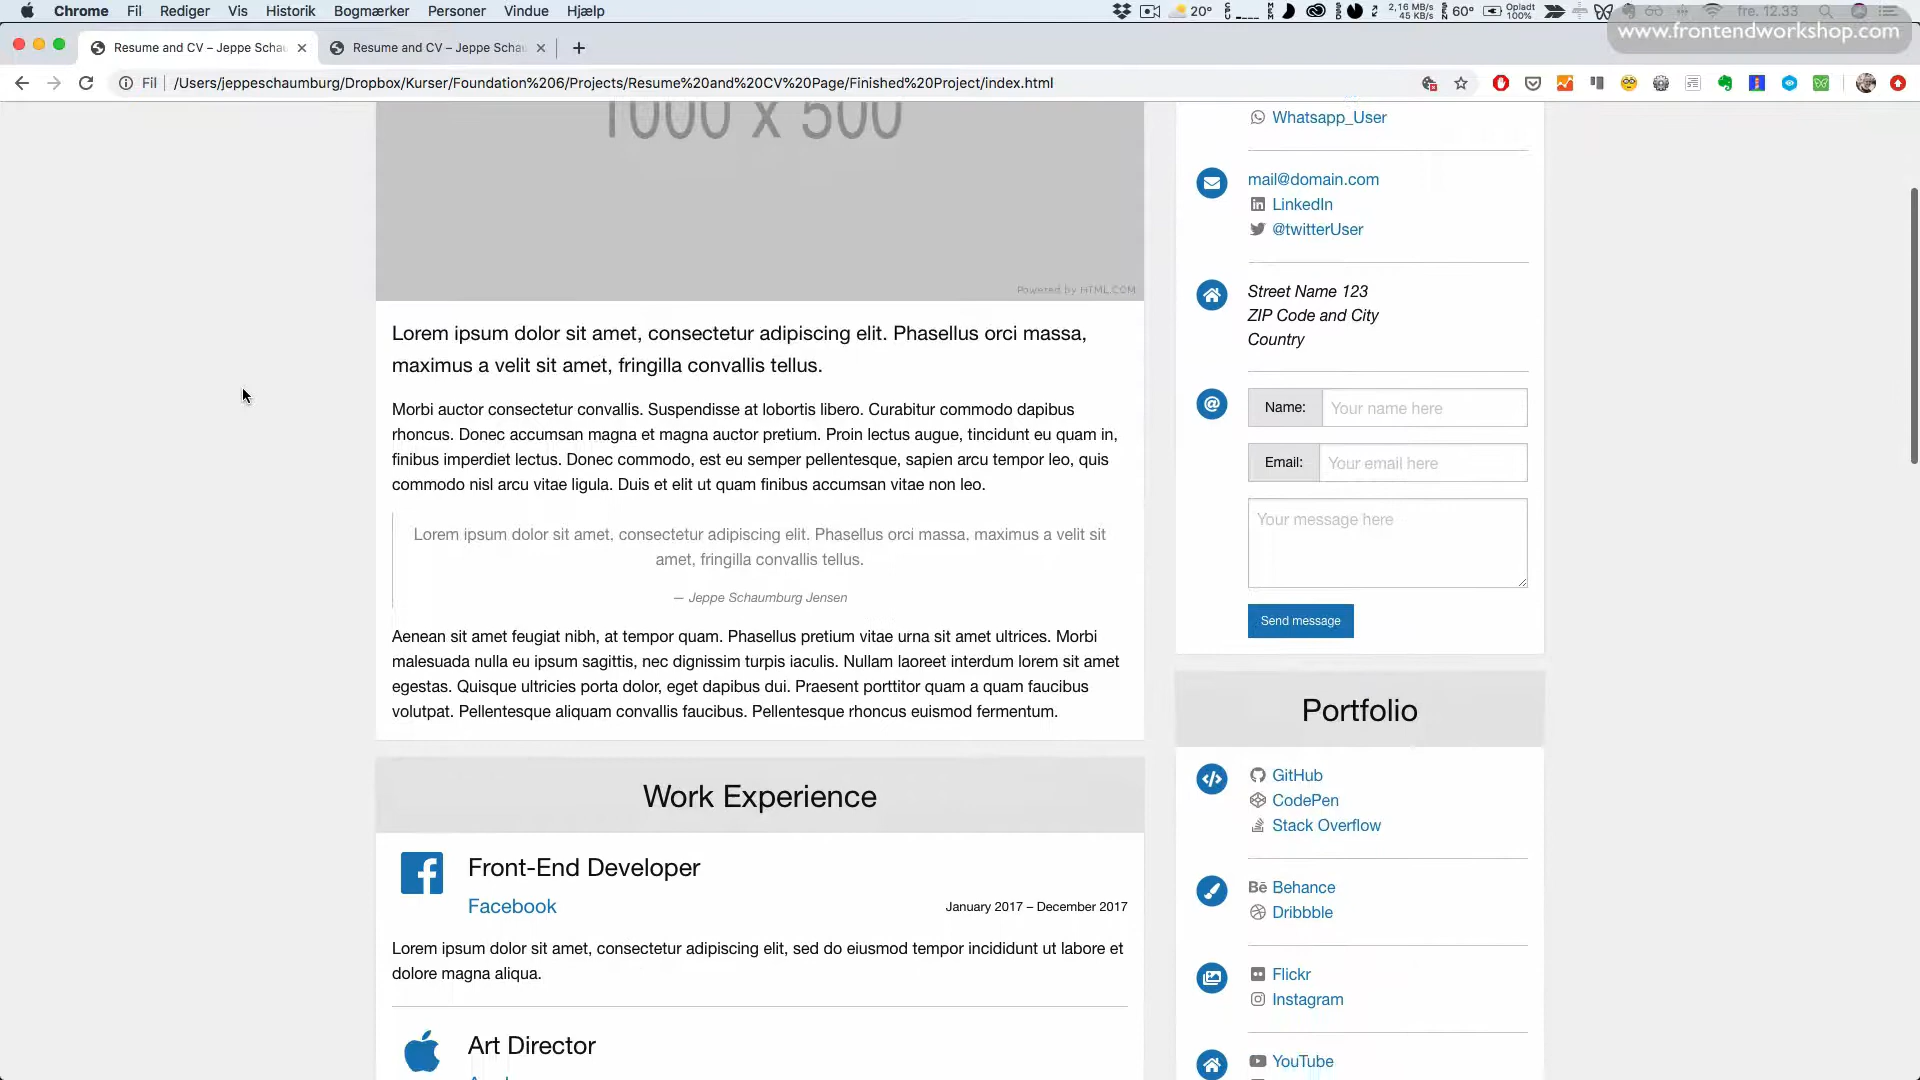 Chrome Fil Rediger Vis Historik Bogmærker Personer Vindue Hjælp
20° 2,16 MB/s 45 KB/s 60° Opladt 100% fre. 12.33
www.frontendworkshop.com
Resume and CV – Jeppe Schau
Resume and CV – Jeppe Schau
Fil /Users/jeppeschaumburg/Dropbox/Kurser/Foundation%206/Projects/Resume%20and%20CV%20Page/Finished%20Project/index.html
1000 x 500
Powered by HTML.COM
Lorem ipsum dolor sit amet, consectetur adipiscing elit. Phasellus orci massa,
maximus a velit sit amet, fringilla convallis tellus.
Morbi auctor consectetur convallis. Suspendisse at lobortis libero. Curabitur commodo dapibus
rhoncus. Donec accumsan magna et magna auctor pretium. Proin lectus augue, tincidunt eu quam in,
finibus imperdiet lectus. Donec commodo, est eu semper pellentesque, sapien arcu tempor leo, quis
commodo nisl arcu vitae ligula. Duis et elit ut quam finibus accumsan vitae non leo.
Lorem ipsum dolor sit amet, consectetur adipiscing elit. Phasellus orci massa, maximus a velit sit
amet, fringilla convallis tellus.
— Jeppe Schaumburg Jensen
Aenean sit amet feugiat nibh, at tempor quam. Phasellus pretium vitae urna sit amet ultrices. Morbi
malesuada nulla eu ipsum sagittis, nec dignissim turpis iaculis. Nullam laoreet interdum lorem sit amet
egestas. Quisque ultricies porta dolor, eget dapibus dui. Praesent porttitor quam a quam faucibus
volutpat. Pellentesque aliquam convallis faucibus. Pellentesque rhoncus euismod fermentum.
Work Experience
Front-End Developer
Facebook
January 2017 – December 2017
Lorem ipsum dolor sit amet, consectetur adipiscing elit, sed do eiusmod tempor incididunt ut labore et
dolore magna aliqua.
Art Director
Whatsapp_User
mail@domain.com
LinkedIn
@twitterUser
Street Name 123
ZIP Code and City
Country
Name: Your name here
Email: Your email here
Your message here
Send message
Portfolio
GitHub
CodePen
Stack Overflow
Bē Behance
Dribbble
Flickr
Instagram
YouTube